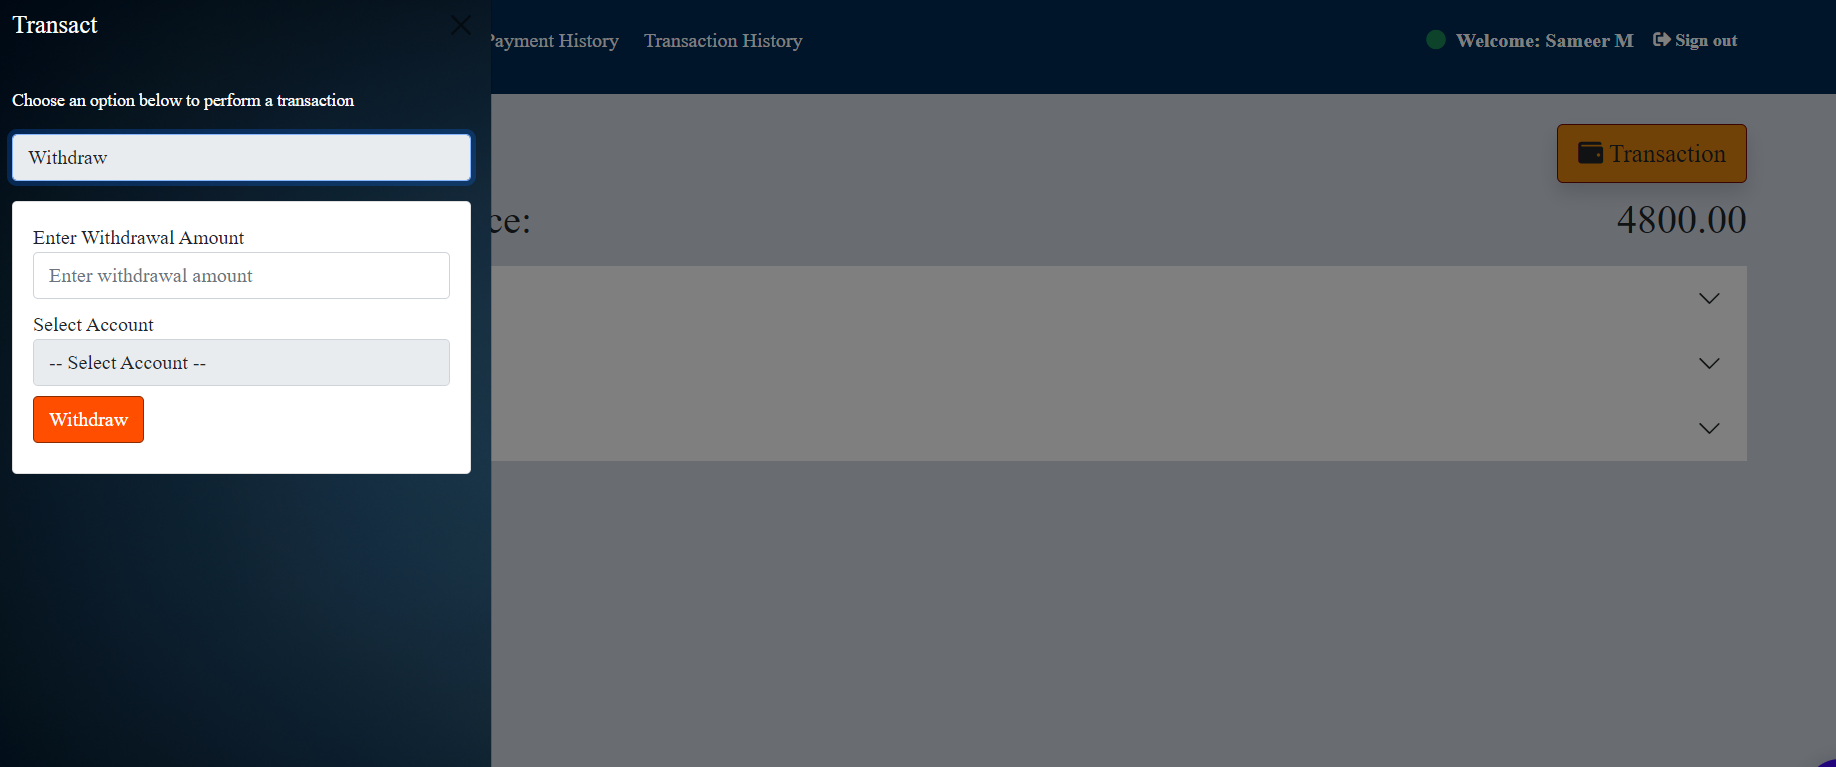 Transact
Payment History Transaction History
Welcome: Sameer M Sign out
Choose an option below to perform a transaction
Withdraw
Transaction
ce: 4800.00
Enter Withdrawal Amount
Enter withdrawal amount
Select Account
-- Select Account --
Withdraw